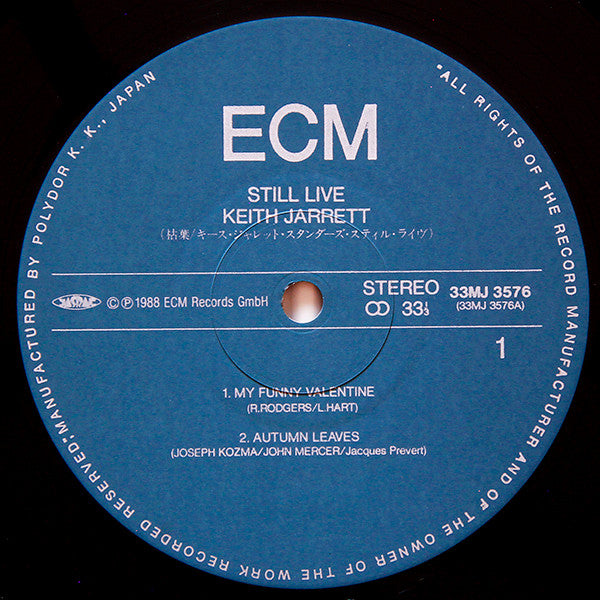 ECM
STILL LIVE
KEITH JARRETT
(枯葉/キース・ジャレット・スタンダーズ・スティル・ライヴ)
JASRAC
©℗1988 ECM Records GmbH
STEREO
33⅓
33MJ 3576
(33MJ 3576A)
1
1. MY FUNNY VALENTINE
(R.RODGERS/L.HART)
2. AUTUMN LEAVES
(JOSEPH KOZMA/JOHN MERCER/Jacques Prevert)
MANUFACTURED BY POLYDOR K. K., JAPAN
"ALL RIGHTS OF THE RECORD MANUFACTURER AND OF THE OWNER OF THE WORK RECORDED RESERVED"